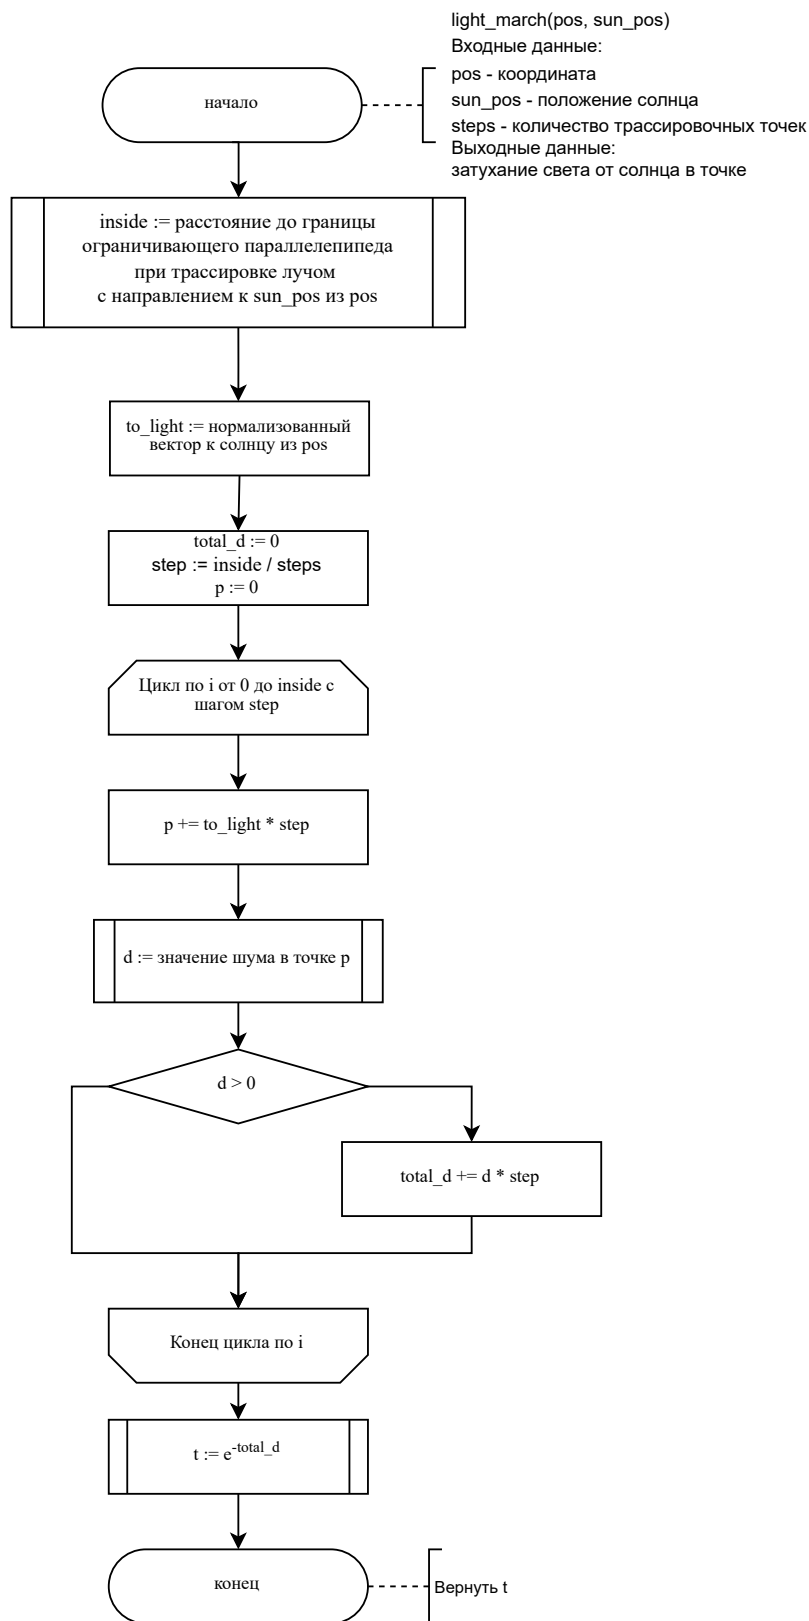 light_march(pos, sun_pos)
Входные данные:
pos - координата
sun_pos - положение солнца
steps - количество трассировочных точек
Выходные данные:
затухание света от солнца в точке
начало
inside := расстояние до границы
ограничивающего параллелепипеда
при трассировке лучом
с направлением к sun_pos из pos
to_light := нормализованный
вектор к солнцу из pos
total_d := 0
step := inside / steps
p := 0
Цикл по i от 0 до inside с
шагом step
p += to_light * step
d := значение шума в точке p
d > 0
total_d += d * step
Конец цикла по i
t := e^-total_d
конец
Вернуть t